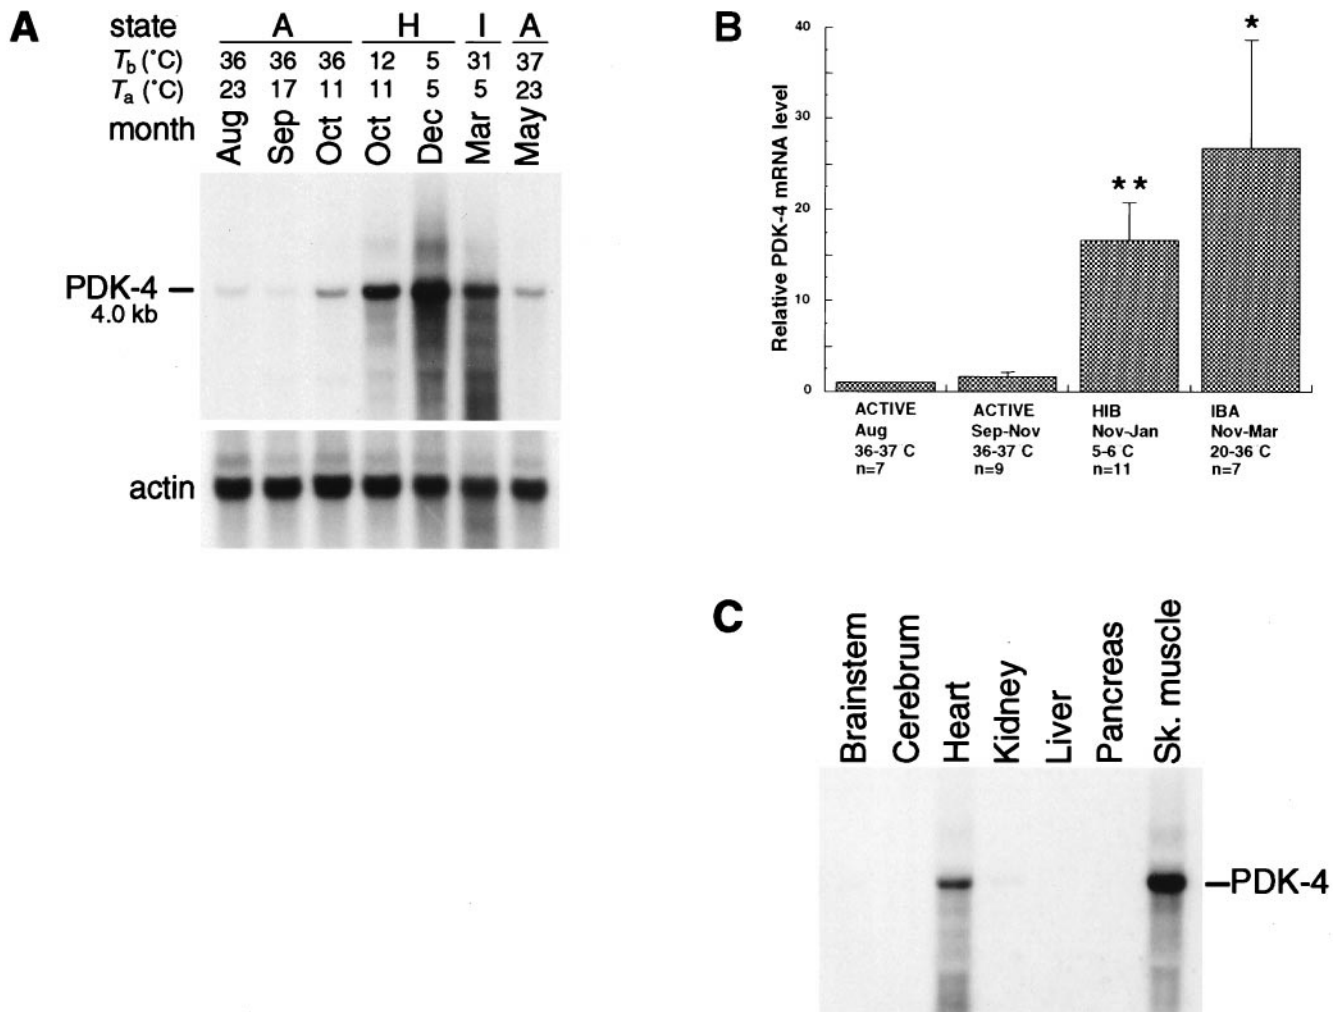 A
state A H I A
Tb (°C) 36 36 36 12 5 31 37
Ta (°C) 23 17 11 11 5 5 23
month Aug Sep Oct Oct Dec Mar May
PDK-4
4.0 kb
actin
B
Relative PDK-4 mRNA level
40
30
20
10
0
**
*
ACTIVE
Aug
36-37 C
n=7
ACTIVE
Sep-Nov
36-37 C
n=9
HIB
Nov-Jan
5-6 C
n=11
IBA
Nov-Mar
20-36 C
n=7
C
Brainstem
Cerebrum
Heart
Kidney
Liver
Pancreas
Sk. muscle
PDK-4